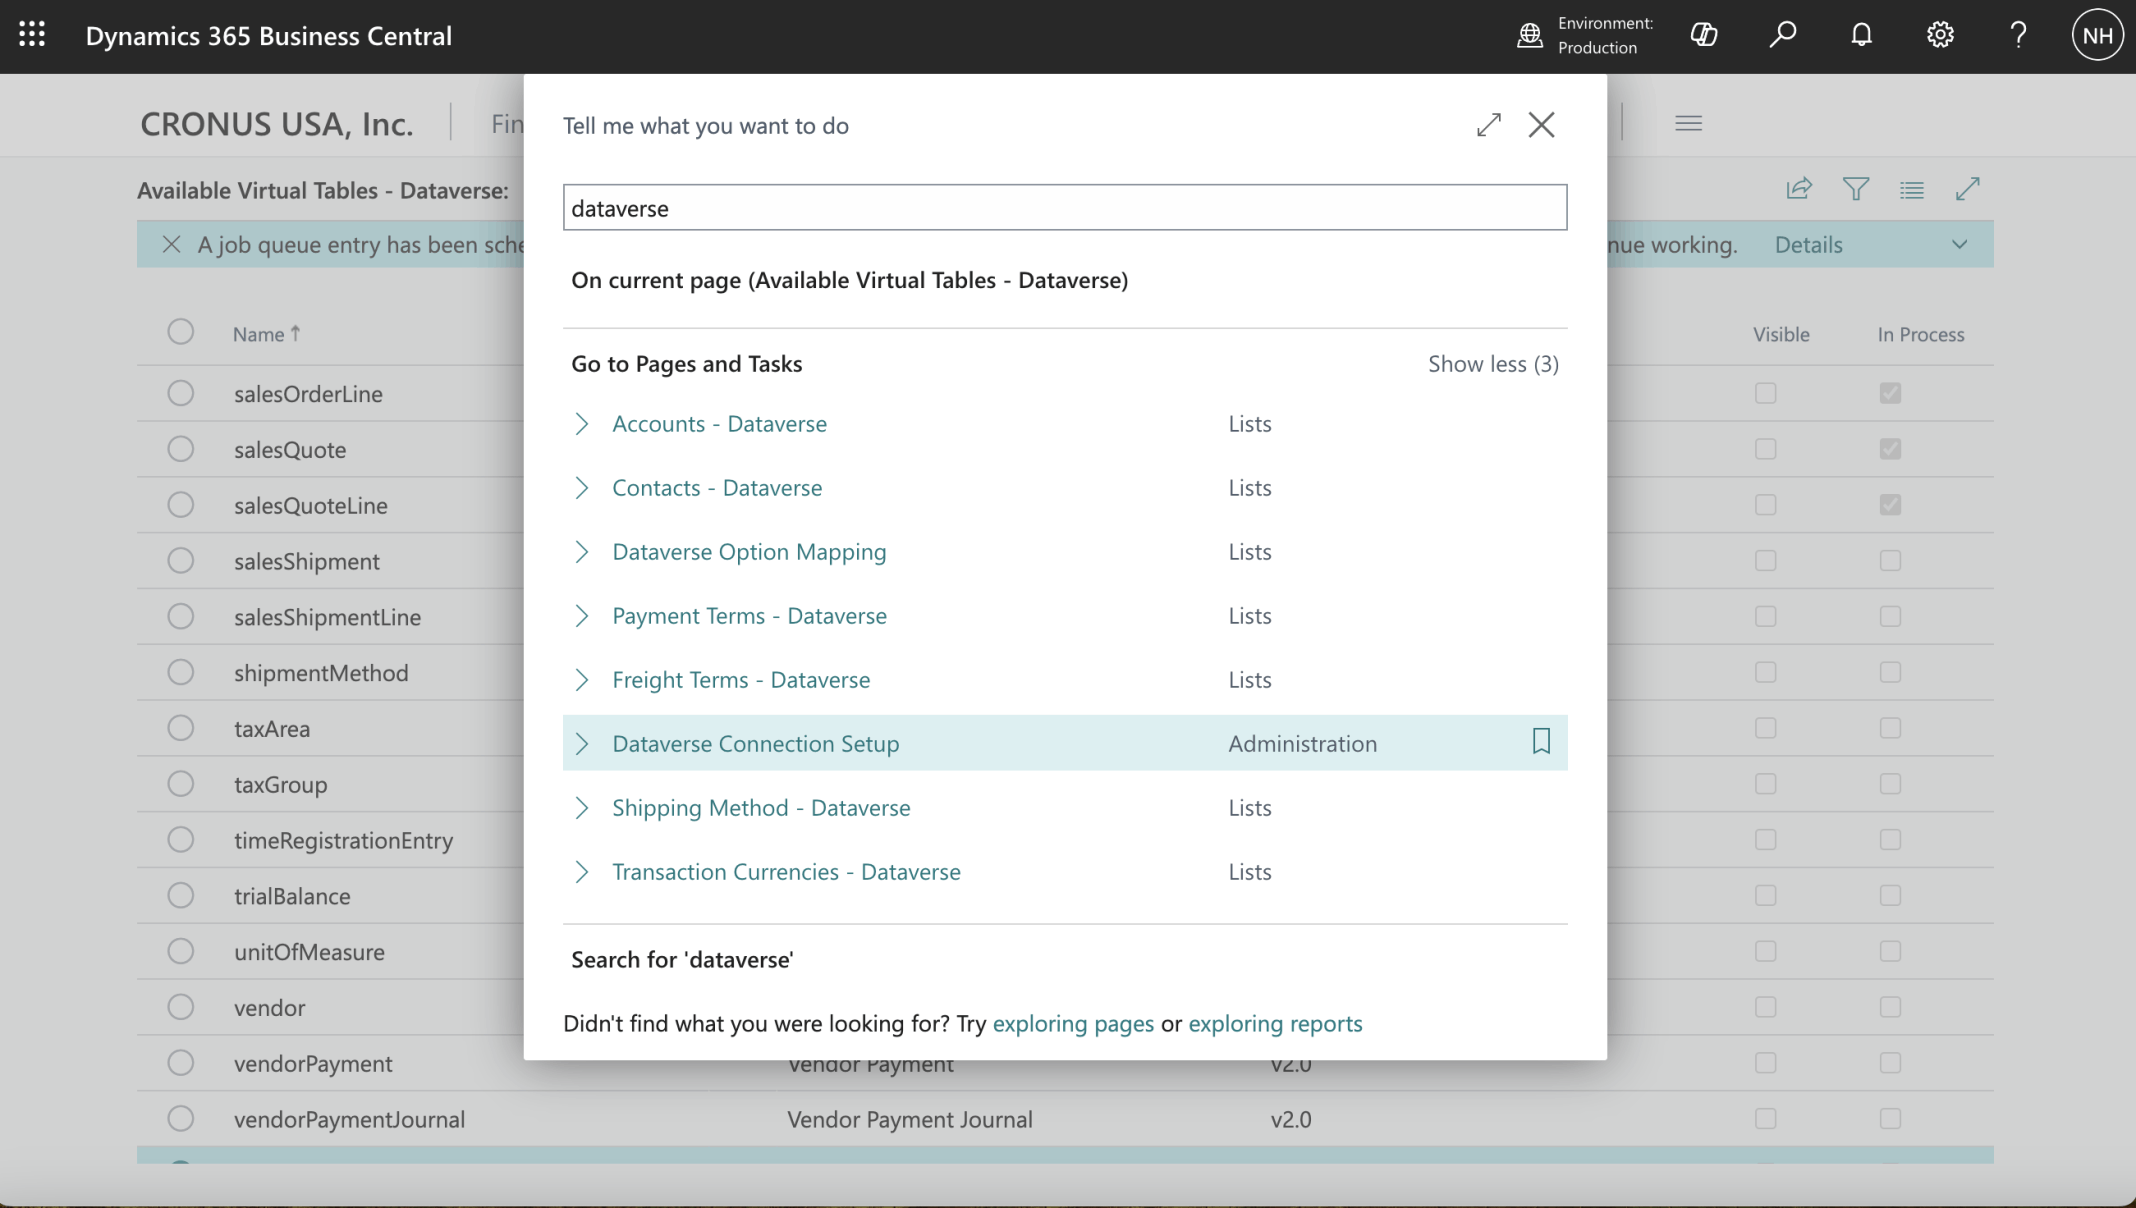 Dynamics 365 Business Central
Environment:
Production
NH
CRONUS USA, Inc.
Fin
Available Virtual Tables - Dataverse:
A job queue entry has been sche
nue working.
Details
Name ↑
Visible
In Process
salesOrderLine
salesQuote
salesQuoteLine
salesShipment
salesShipmentLine
shipmentMethod
taxArea
taxGroup
timeRegistrationEntry
trialBalance
unitOfMeasure
vendor
vendorPayment Vendor Payment v2.0
vendorPaymentJournal Vendor Payment Journal v2.0
Tell me what you want to do
dataverse
On current page (Available Virtual Tables - Dataverse)
Go to Pages and Tasks Show less (3)
Accounts - Dataverse Lists
Contacts - Dataverse Lists
Dataverse Option Mapping Lists
Payment Terms - Dataverse Lists
Freight Terms - Dataverse Lists
Dataverse Connection Setup Administration
Shipping Method - Dataverse Lists
Transaction Currencies - Dataverse Lists
Search for 'dataverse'
Didn't find what you were looking for? Try exploring pages or exploring reports